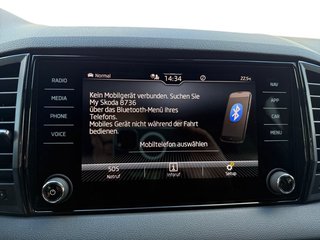 Normal 14:34 22,5°C
RADIO
MEDIA
PHONE
VOICE
Kein Mobilgerät verbunden. Suchen Sie
My Skoda 8736
über das Bluetooth-Menü Ihres
Telefons.
Mobiles Gerät nicht während der Fahrt
bedienen.
Mobiltelefon auswählen
NAV
APP
CAR
MENU
SOS
Notruf
Inforuf
Setup